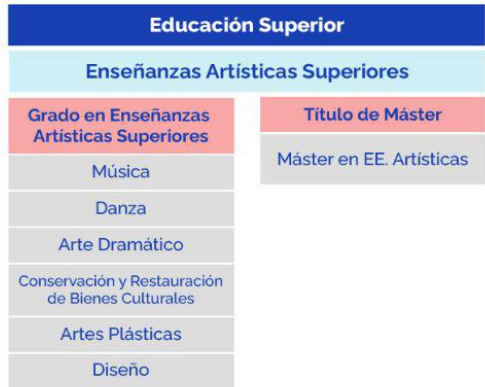 Educación Superior
Enseñanzas Artísticas Superiores
Grado en Enseñanzas
Artísticas Superiores
Música
Danza
Arte Dramático
Conservación y Restauración
de Bienes Culturales
Artes Plásticas
Diseño
Título de Máster
Máster en EE. Artísticas